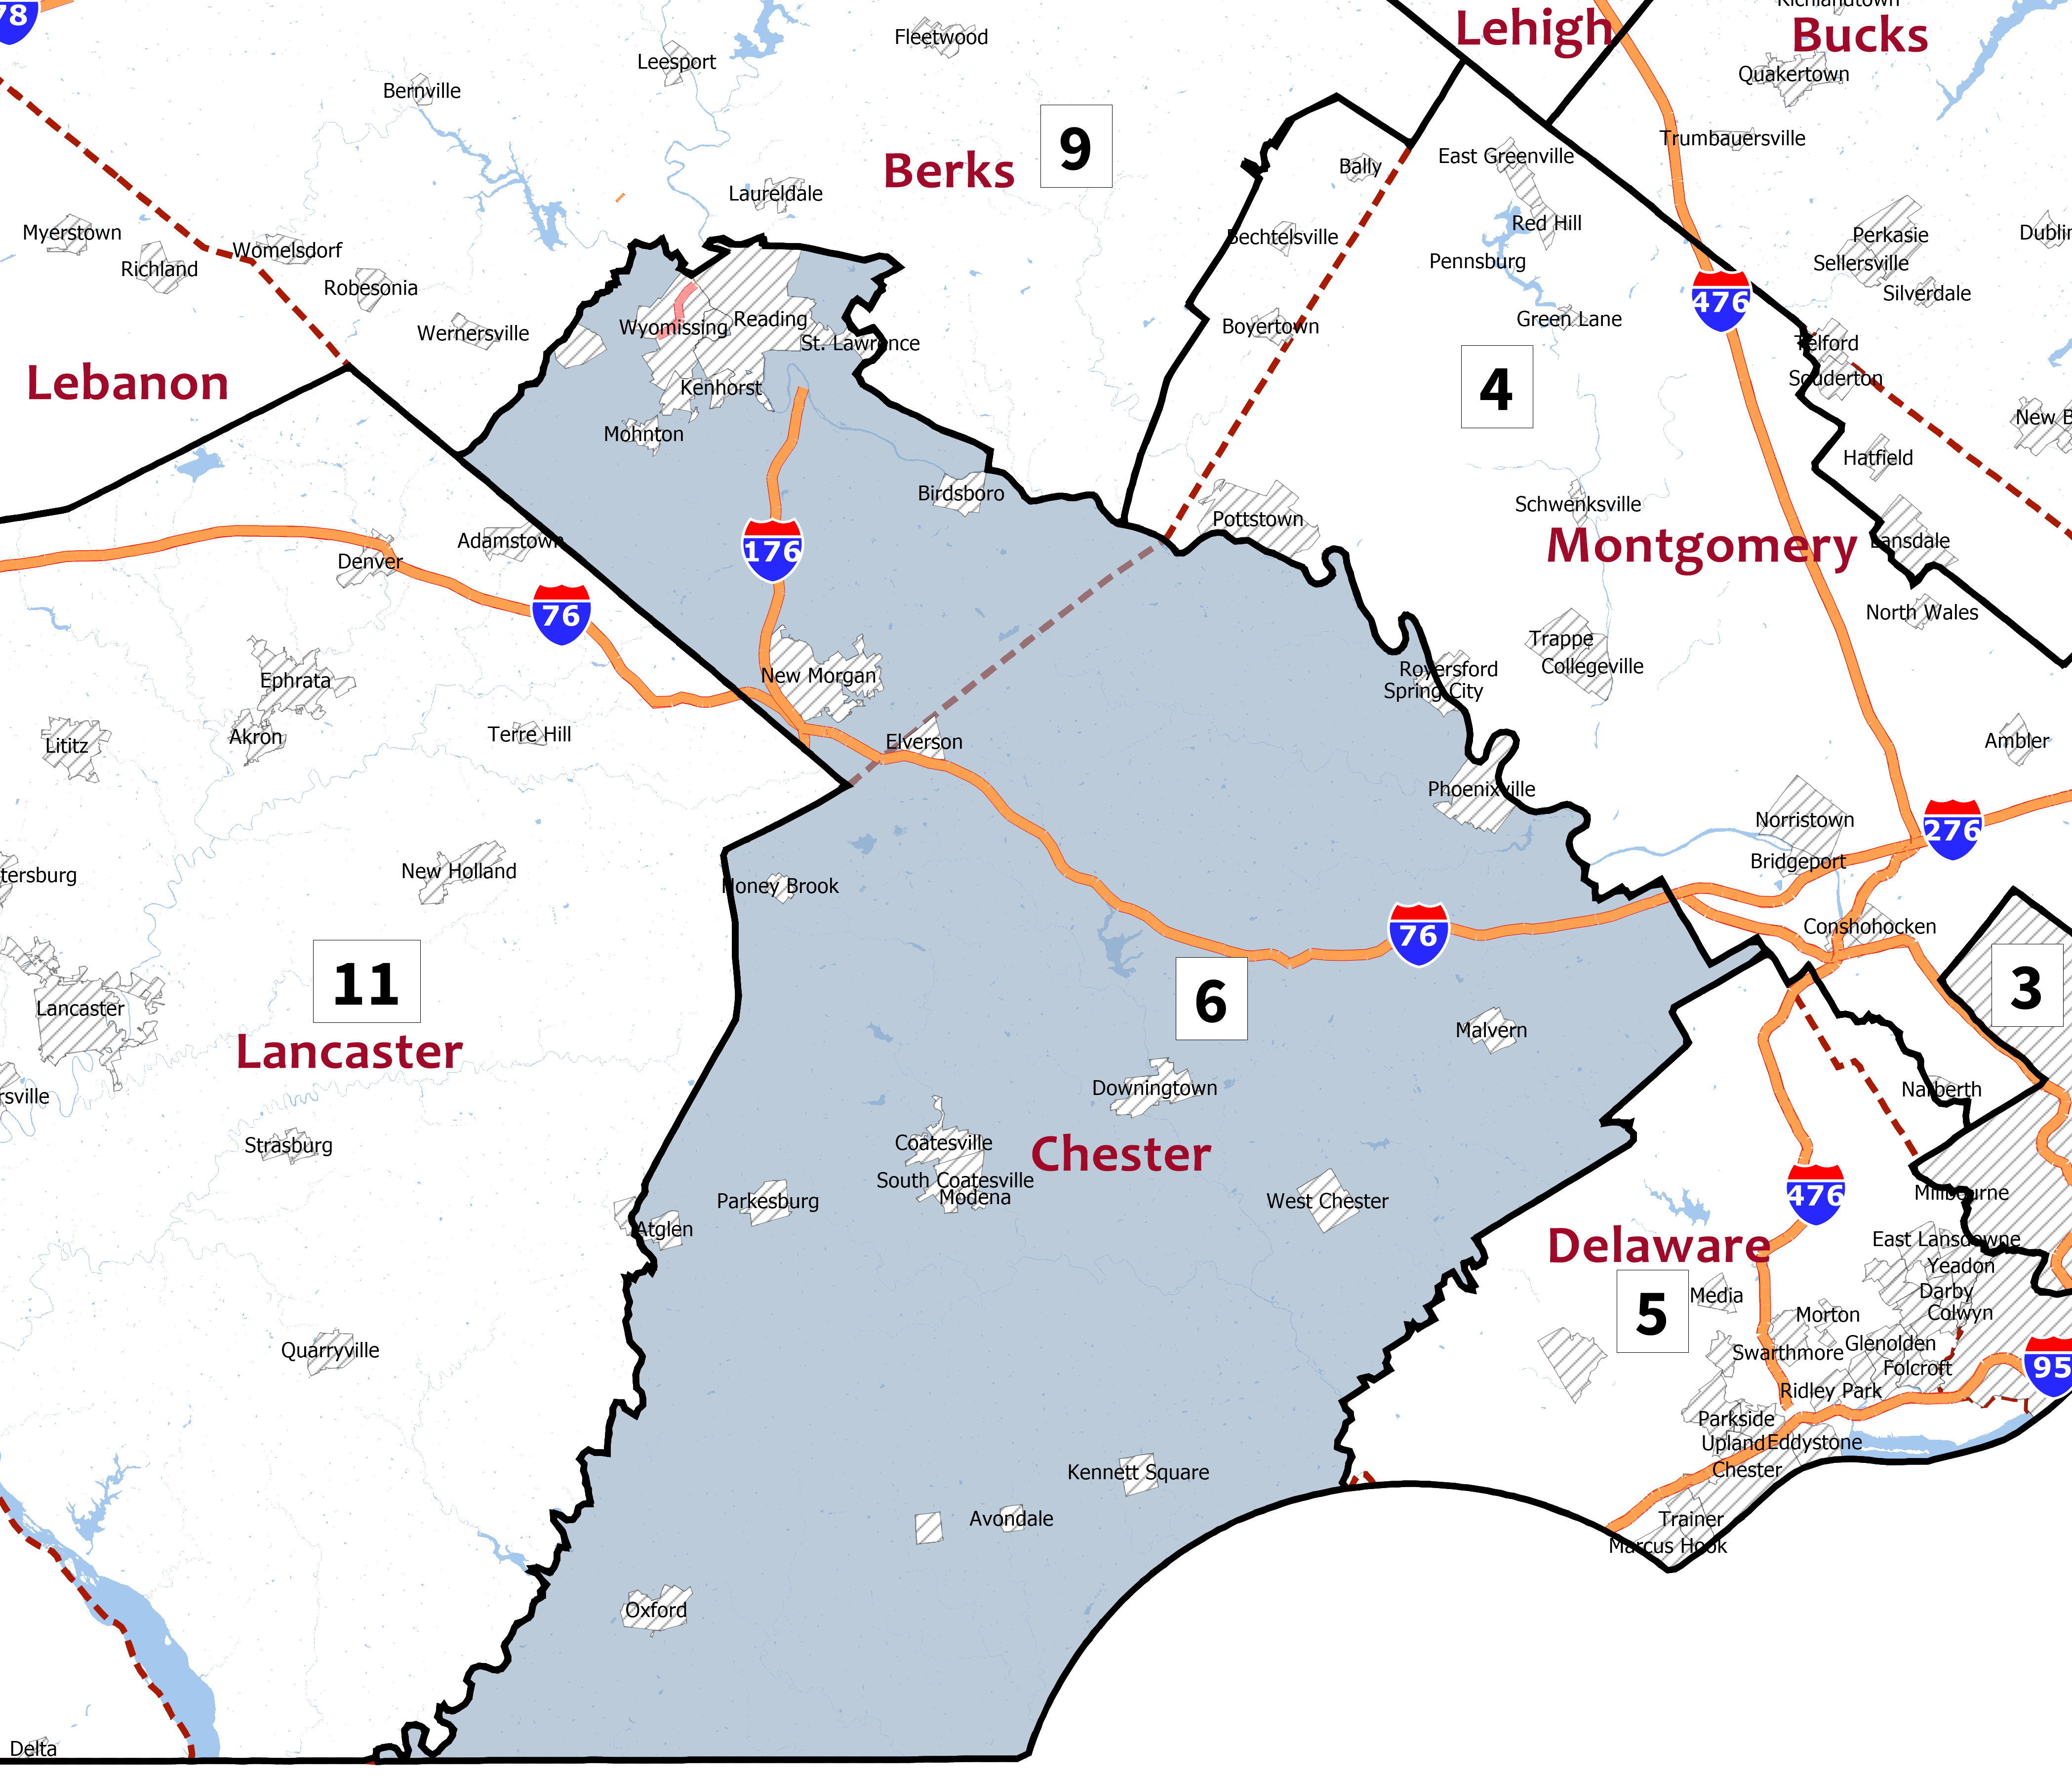 78
Lehigh
Richlandtown
Bucks
Fleetwood
Leesport
Quakertown
Bernville
9
Trumbauersville
Berks
Bally
East Greenville
Laureldale
Myerstown
Womelsdorf
Richland
Bechtelsville
Red Hill
Perkasie
Robesonia
Pennsburg
Sellersville
Silverdale
476
Wernersville
Wyomissing
Reading
St. Lawrence
Boyertown
Green Lane
Telford
Lebanon
Kenhorst
4
Souderton
Mohnton
New B
Hatfield
Birdsboro
Pottstown
Schwenksville
Adamstown
Denver
176
Montgomery
Lansdale
76
North Wales
Ephrata
New Morgan
Trappe
Collegeville
Royersford
Spring City
Lititz
Akron
Terre Hill
Elverson
Ambler
Phoenixville
Norristown
276
Bridgeport
tersburg
New Holland
Honey Brook
76
Conshohocken
11
6
3
Lancaster
Lancaster
Malvern
rsville
Downingtown
Narberth
Strasburg
Coatesville
Chester
South Coatesville
Modena
Parkesburg
West Chester
476
Millbourne
Atglen
Delaware
East Lansdowne
Yeadon
5
Media
Darby
Colwyn
Morton
Quarryville
Swarthmore
Glenolden
Folcroft
95
Ridley Park
Parkside
Upland
Eddystone
Kennett Square
Chester
Avondale
Trainer
Marcus Hook
Oxford
Delta